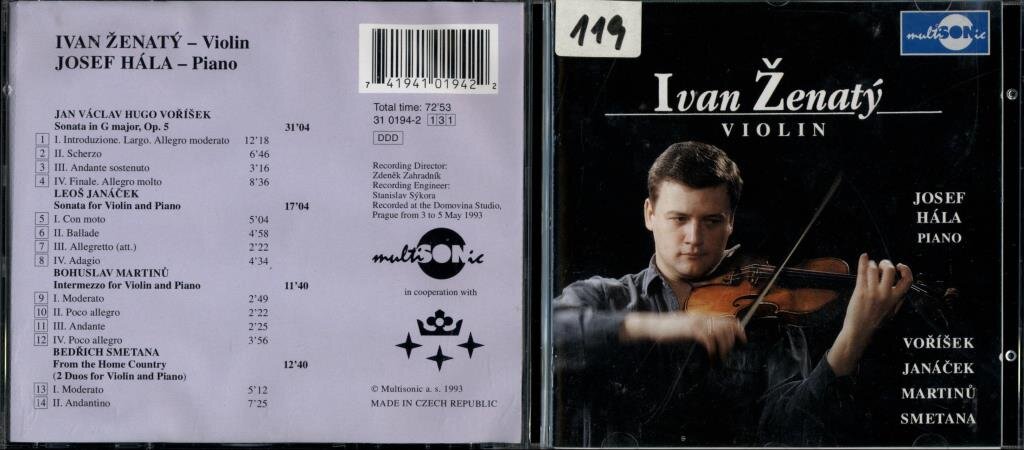 IVAN ŽENATÝ – Violin
JOSEF HÁLA – Piano
JAN VÁCLAV HUGO VOŘÍŠEK
Sonata in G major, Op. 5 31'04
1 I. Introduzione. Largo. Allegro moderato 12'18
2 II. Scherzo 6'46
3 III. Andante sostenuto 3'16
4 IV. Finale. Allegro molto 8'36
LEOŠ JANÁČEK
Sonata for Violin and Piano 17'04
5 I. Con moto 5'04
6 II. Ballade 4'58
7 III. Allegretto (att.) 2'22
8 IV. Adagio 4'34
BOHUSLAV MARTINŮ
Intermezzo for Violin and Piano 11'40
9 I. Moderato 2'49
10 II. Poco allegro 2'22
11 III. Andante 2'25
12 IV. Poco allegro 3'56
BEDŘICH SMETANA
From the Home Country 12'40
(2 Duos for Violin and Piano)
13 I. Moderato 5'12
14 II. Andantino 7'25
7 41941 01942 2
Total time: 72'53
31 0194-2 131
DDD
Recording Director:
Zdeněk Zahradník
Recording Engineer:
Stanislav Sýkora
Recorded at the Domovina Studio,
Prague from 3 to 5 May 1993
multiSONic
in cooperation with
© Multisonic a. s. 1993
MADE IN CZECH REPUBLIC
119
multiSONic
Ivan Ženatý
VIOLIN
JOSEF
HÁLA
PIANO
VOŘÍŠEK
JANÁČEK
MARTINŮ
SMETANA